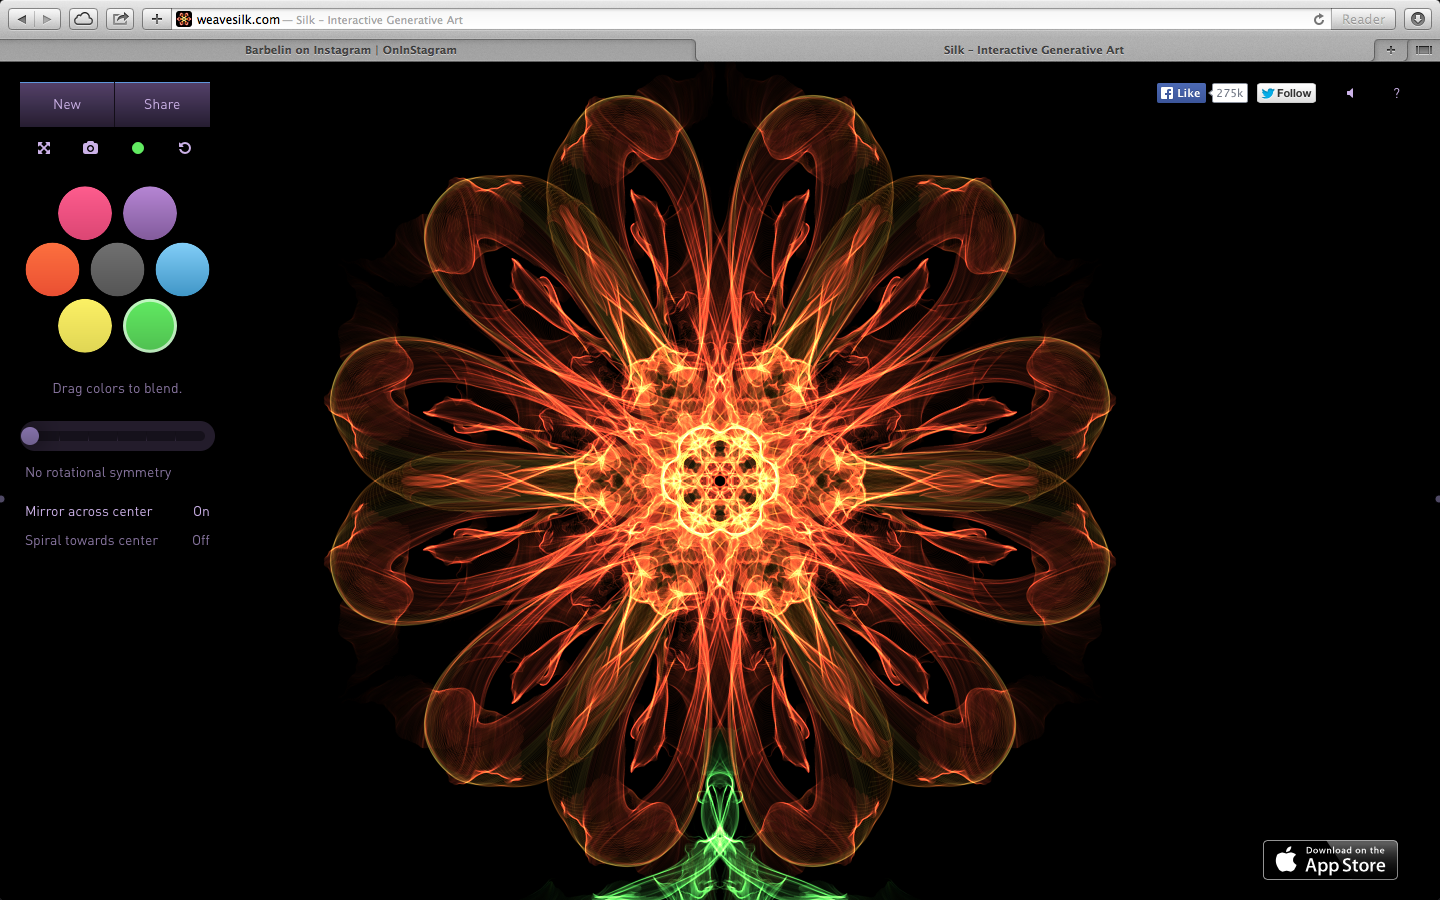 weavesilk.com — Silk – Interactive Generative Art
Reader
Barbelin on Instagram | OnInStagram
Silk – Interactive Generative Art
New
Share
Like
275k
Follow
?
Drag colors to blend.
No rotational symmetry
Mirror across center On
Spiral towards center Off
Download on the
App Store